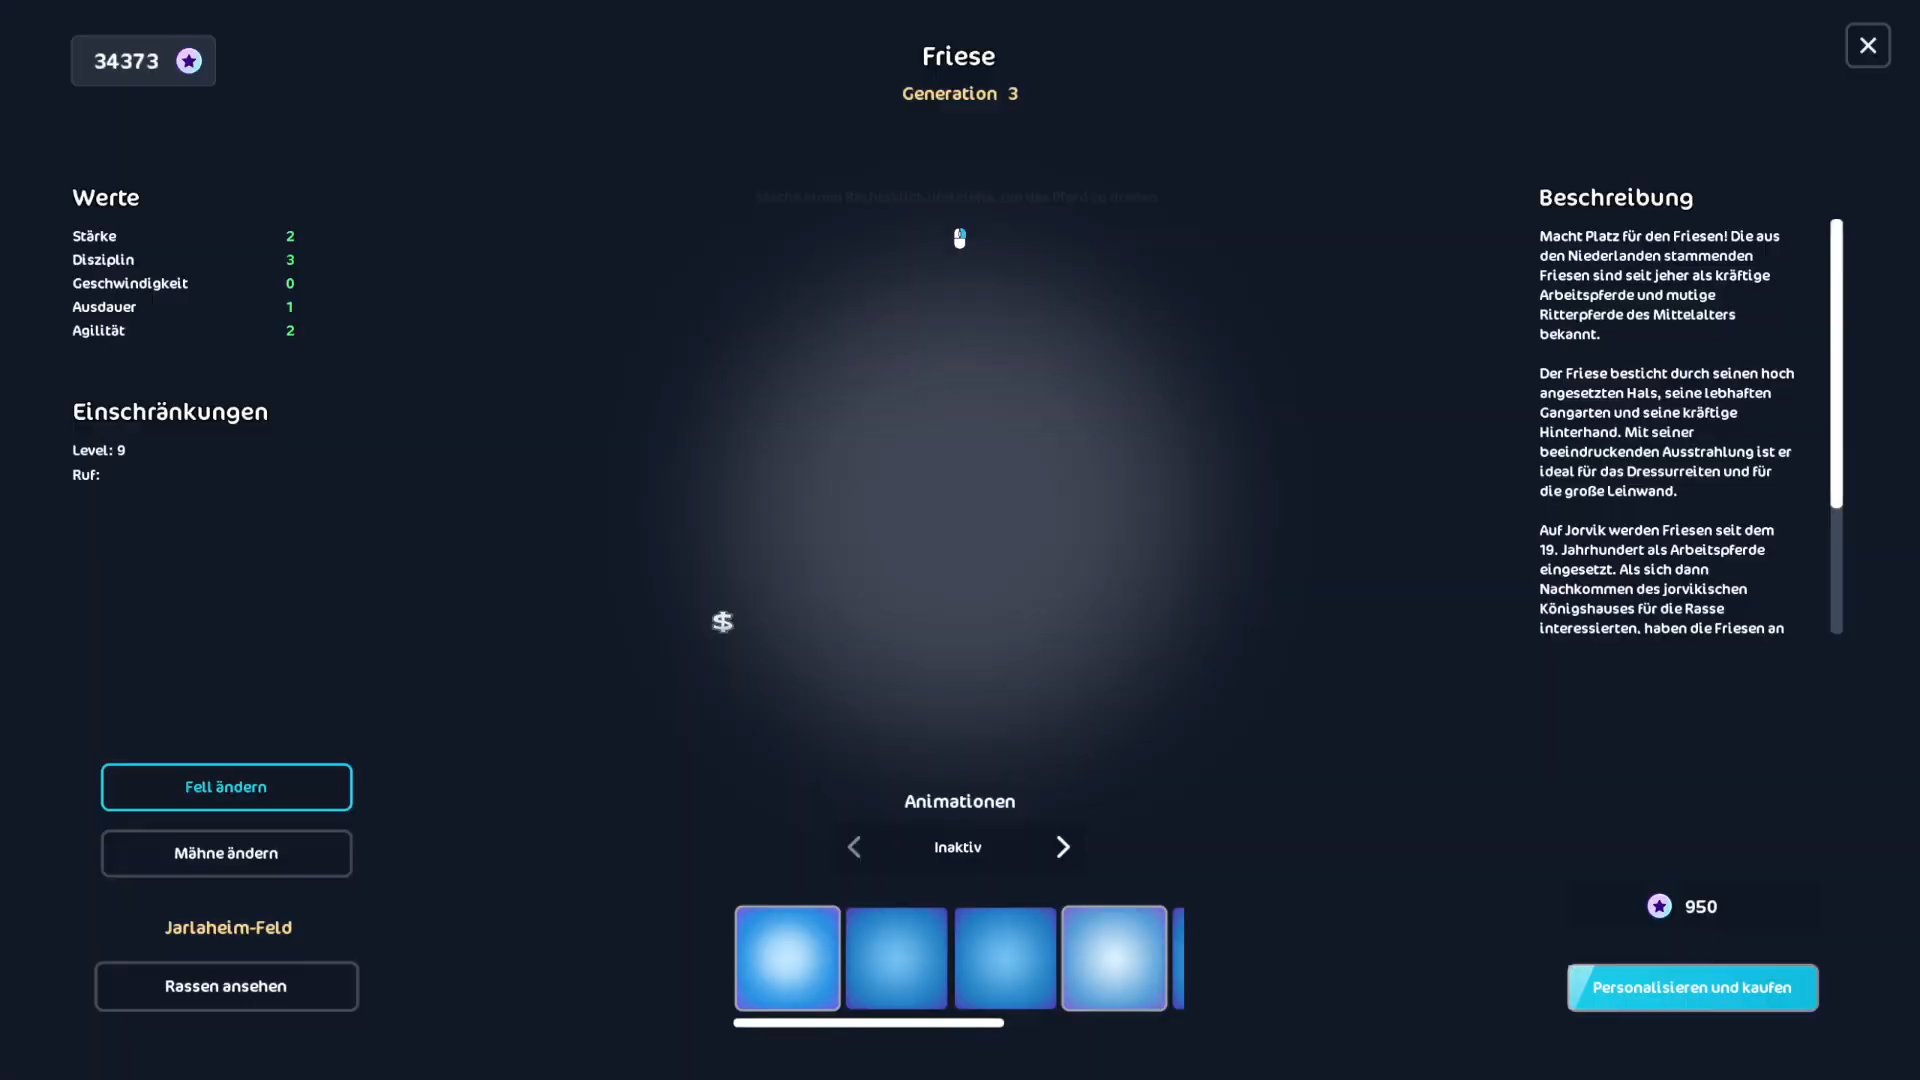 34373
Friese
Generation 3
Werte
Stärke 2
Disziplin 3
Geschwindigkeit 0
Ausdauer 1
Agilität 2
Einschränkungen
Level: 9
Ruf:
Beschreibung
Macht Platz für den Friesen! Die aus
den Niederlanden stammenden
Friesen sind seit jeher als kräftige
Arbeitspferde und mutige
Ritterpferde des Mittelalters
bekannt.
Der Friese besticht durch seinen hoch
angesetzten Hals, seine lebhaften
Gangarten und seine kräftige
Hinterhand. Mit seiner
beeindruckenden Ausstrahlung ist er
ideal für das Dressurreiten und für
die große Leinwand.
Auf Jorvik werden Friesen seit dem
19. Jahrhundert als Arbeitspferde
eingesetzt. Als sich dann
Nachkommen des jorvikischen
Königshauses für die Rasse
interessierten, haben die Friesen an
$
Fell ändern
Mähne ändern
Jarlaheim-Feld
Rassen ansehen
Animationen
Inaktiv
950
Personalisieren und kaufen